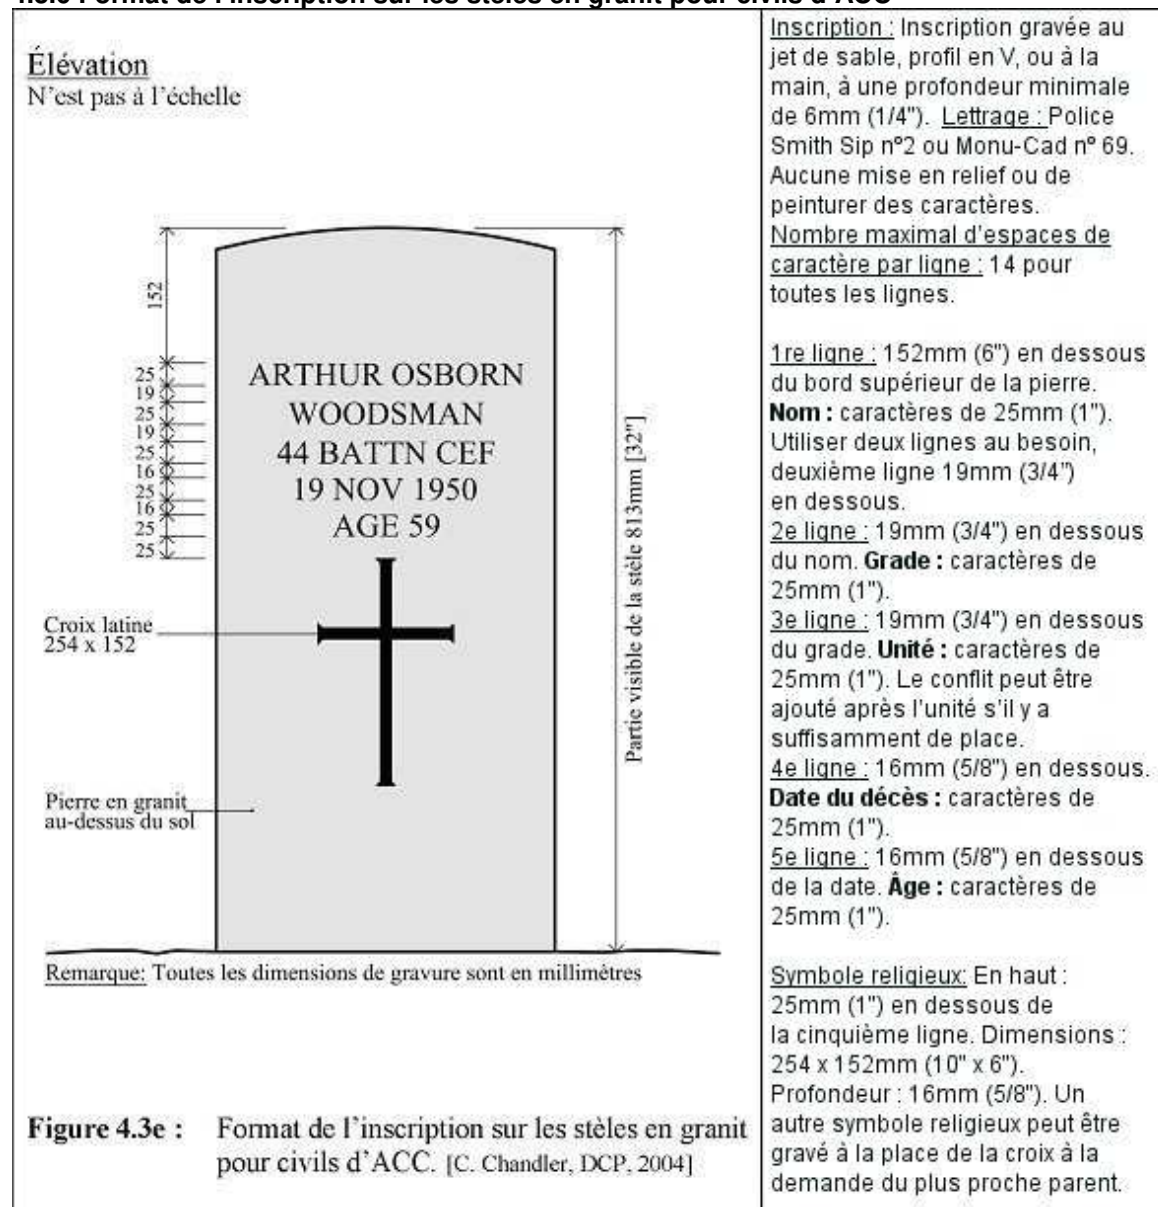 4.3.e Format de l'inscription sur les stèles en granit pour civils d'ACC
Élévation
N'est pas à l'échelle
152
25
19
25
19
25
16
25
16
25
25
ARTHUR OSBORN
WOODSMAN
44 BATTN CEF
19 NOV 1950
AGE 59
Croix latine
254 x 152
Pierre en granit
au-dessus du sol
Partie visible de la stèle 813mm [32"]
Remarque: Toutes les dimensions de gravure sont en millimètres
Figure 4.3e : Format de l'inscription sur les stèles en granit
pour civils d'ACC. [C. Chandler, DCP, 2004]
Inscription : Inscription gravée au
jet de sable, profil en V, ou à la
main, à une profondeur minimale
de 6mm (1/4"). Lettrage : Police
Smith Sip nº2 ou Monu-Cad nº 69.
Aucune mise en relief ou de
peinturer des caractères.
Nombre maximal d'espaces de
caractère par ligne : 14 pour
toutes les lignes.
1re ligne : 152mm (6") en dessous
du bord supérieur de la pierre.
Nom : caractères de 25mm (1").
Utiliser deux lignes au besoin,
deuxième ligne 19mm (3/4")
en dessous.
2e ligne : 19mm (3/4") en dessous
du nom. Grade : caractères de
25mm (1").
3e ligne : 19mm (3/4") en dessous
du grade. Unité : caractères de
25mm (1"). Le conflit peut être
ajouté après l'unité s'il y a
suffisamment de place.
4e ligne : 16mm (5/8") en dessous.
Date du décès : caractères de
25mm (1").
5e ligne : 16mm (5/8") en dessous
de la date. Âge : caractères de
25mm (1").
Symbole religieux: En haut :
25mm (1") en dessous de
la cinquième ligne. Dimensions :
254 x 152mm (10" x 6").
Profondeur : 16mm (5/8"). Un
autre symbole religieux peut être
gravé à la place de la croix à la
demande du plus proche parent.